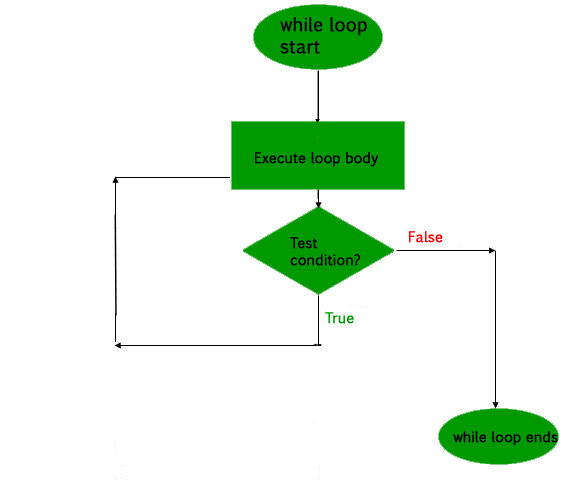 while loop
start
Execute loop body
Test
condition?
False
True
while loop ends